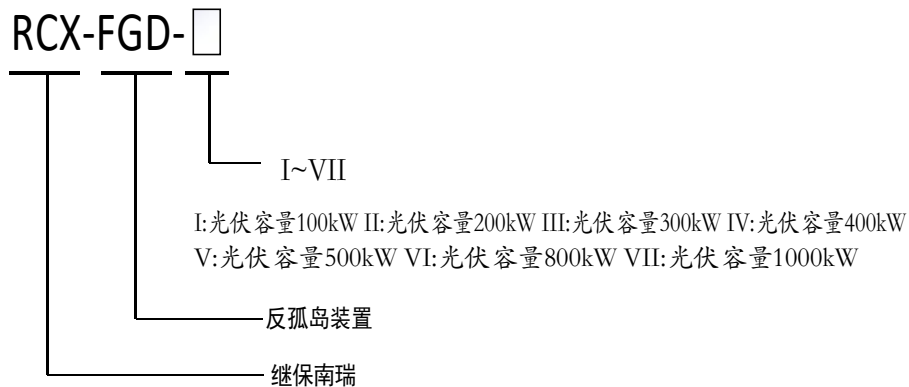 RCX-FGD-□
I~VII
I:光伏容量100kW II:光伏容量200kW III:光伏容量300kW IV:光伏容量400kW
V:光伏容量500kW VI:光伏容量800kW VII:光伏容量1000kW
反孤岛装置
继保南瑞